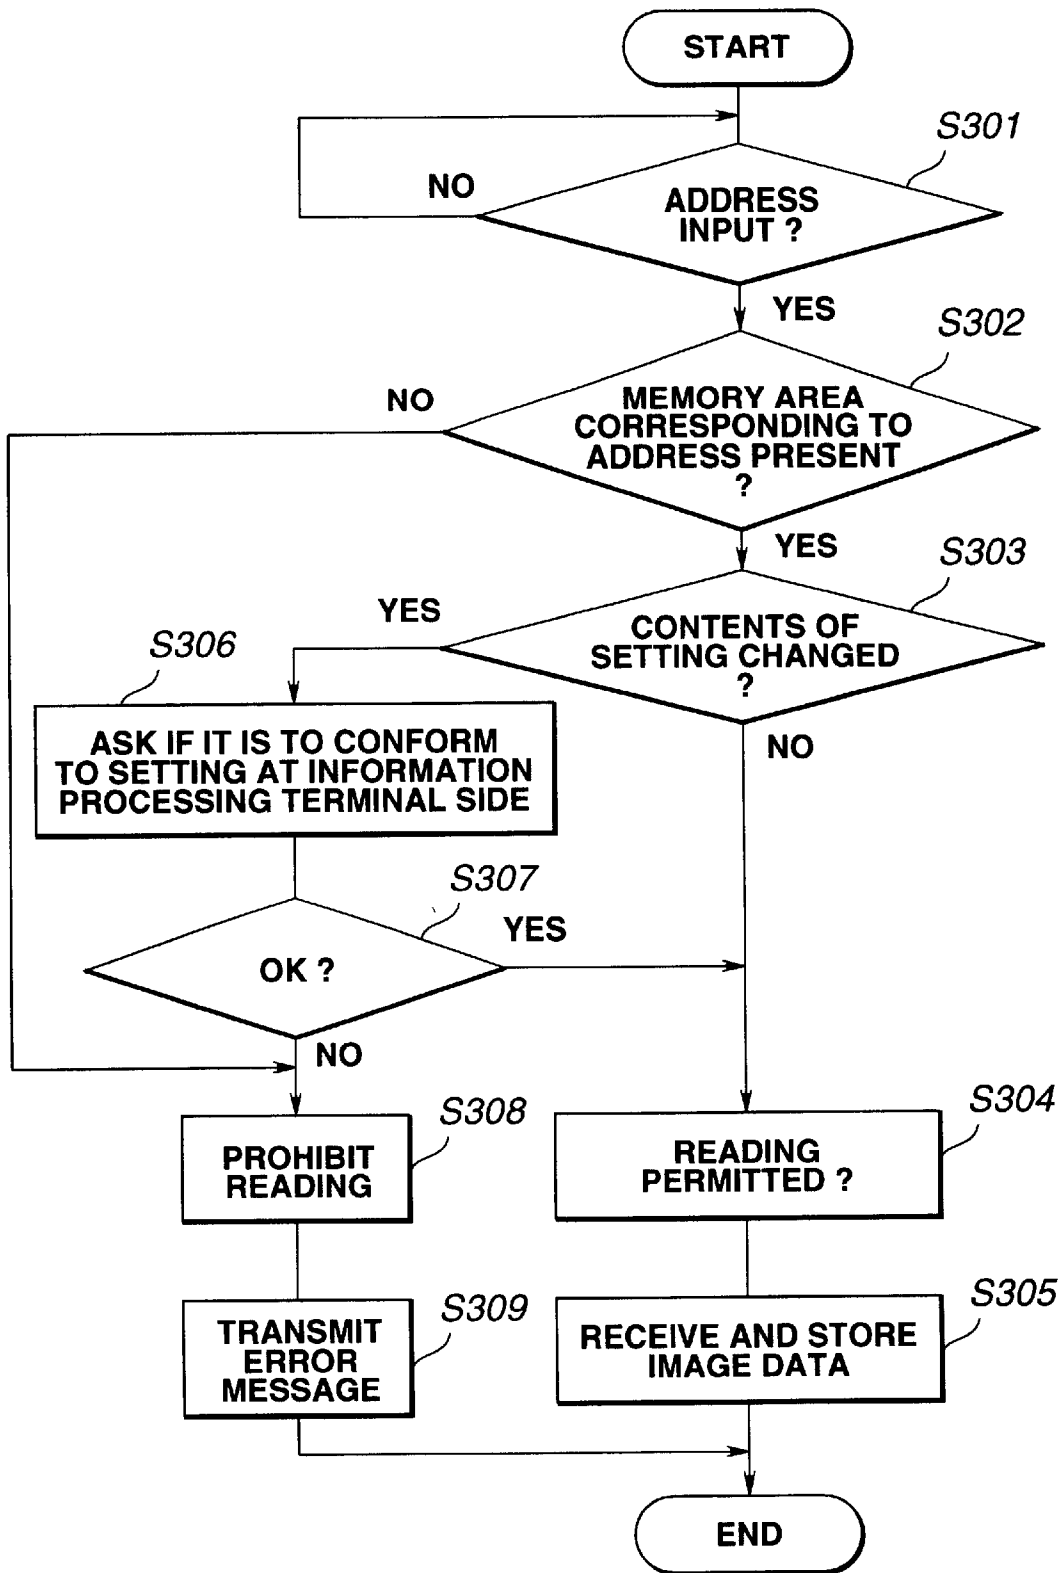 START
S301
NO
ADDRESS
INPUT ?
YES
S302
NO
MEMORY AREA
CORRESPONDING TO
ADDRESS PRESENT
?
YES
S303
YES
CONTENTS OF
SETTING CHANGED
?
NO
S306
ASK IF IT IS TO CONFORM
TO SETTING AT INFORMATION
PROCESSING TERMINAL SIDE
S307
YES
OK ?
NO
S308
PROHIBIT
READING
S304
READING
PERMITTED ?
S309
TRANSMIT
ERROR
MESSAGE
S305
RECEIVE AND STORE
IMAGE DATA
END